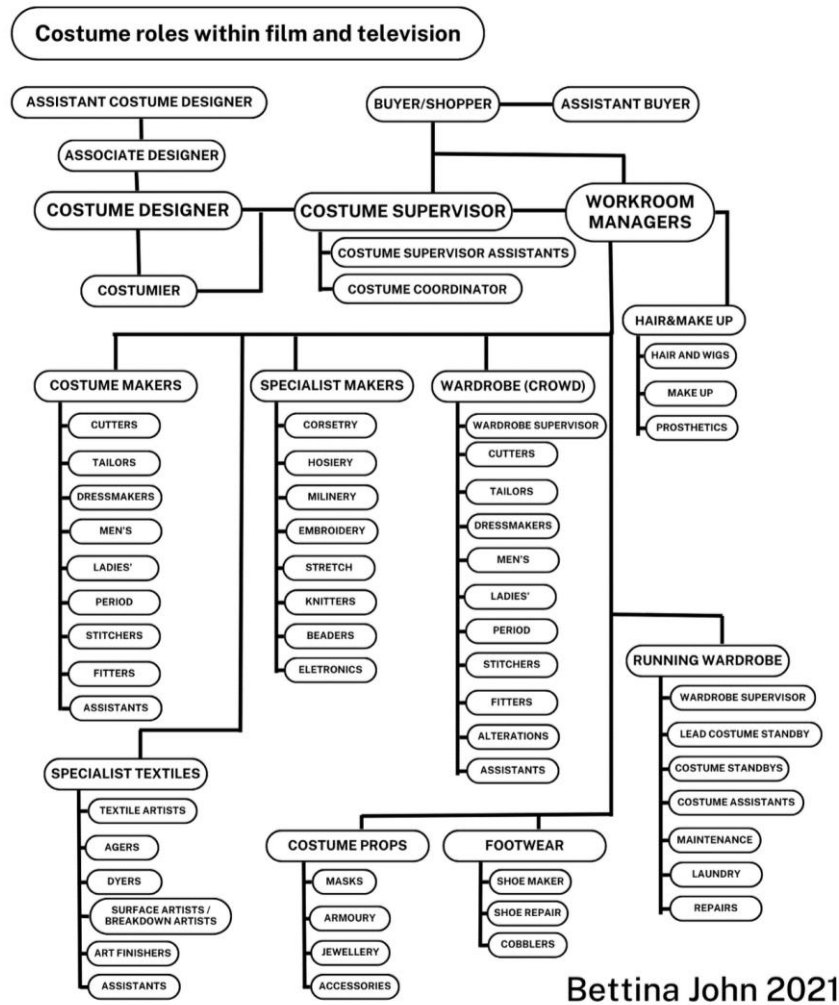 Costume roles within film and television
ASSISTANT COSTUME DESIGNER
BUYER/SHOPPER
ASSISTANT BUYER
ASSOCIATE DESIGNER
COSTUME DESIGNER
COSTUME SUPERVISOR
WORKROOM
MANAGERS
COSTUME SUPERVISOR ASSISTANTS
COSTUMIER
COSTUME COORDINATOR
HAIR&MAKE UP
HAIR AND WIGS
MAKE UP
PROSTHETICS
COSTUME MAKERS
CUTTERS
TAILORS
DRESSMAKERS
MEN'S
LADIES'
PERIOD
STITCHERS
FITTERS
ASSISTANTS
SPECIALIST MAKERS
CORSETRY
HOSIERY
MILINERY
EMBROIDERY
STRETCH
KNITTERS
BEADERS
ELETRONICS
WARDROBE (CROWD)
WARDROBE SUPERVISOR
CUTTERS
TAILORS
DRESSMAKERS
MEN'S
LADIES'
PERIOD
STITCHERS
FITTERS
ALTERATIONS
ASSISTANTS
RUNNING WARDROBE
WARDROBE SUPERVISOR
LEAD COSTUME STANDBY
COSTUME STANDBYS
COSTUME ASSISTANTS
MAINTENANCE
LAUNDRY
REPAIRS
SPECIALIST TEXTILES
TEXTILE ARTISTS
AGERS
DYERS
SURFACE ARTISTS /
BREAKDOWN ARTISTS
ART FINISHERS
ASSISTANTS
COSTUME PROPS
MASKS
ARMOURY
JEWELLERY
ACCESSORIES
FOOTWEAR
SHOE MAKER
SHOE REPAIR
COBBLERS
Bettina John 2021